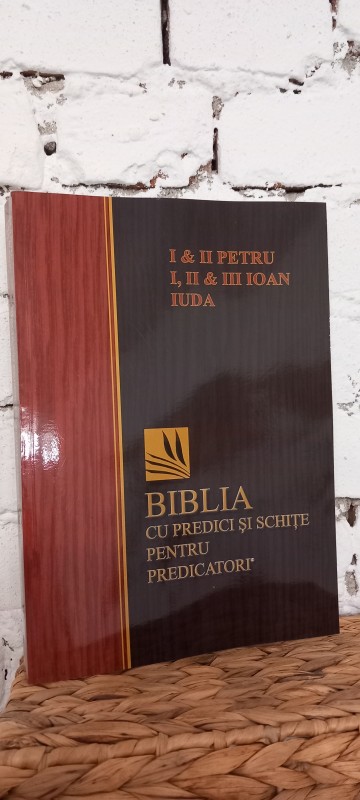 I & II PETRU
I, II & III IOAN
IUDA
BIBLIA
CU PREDICI ȘI SCHIȚE
PENTRU
PREDICATORI®